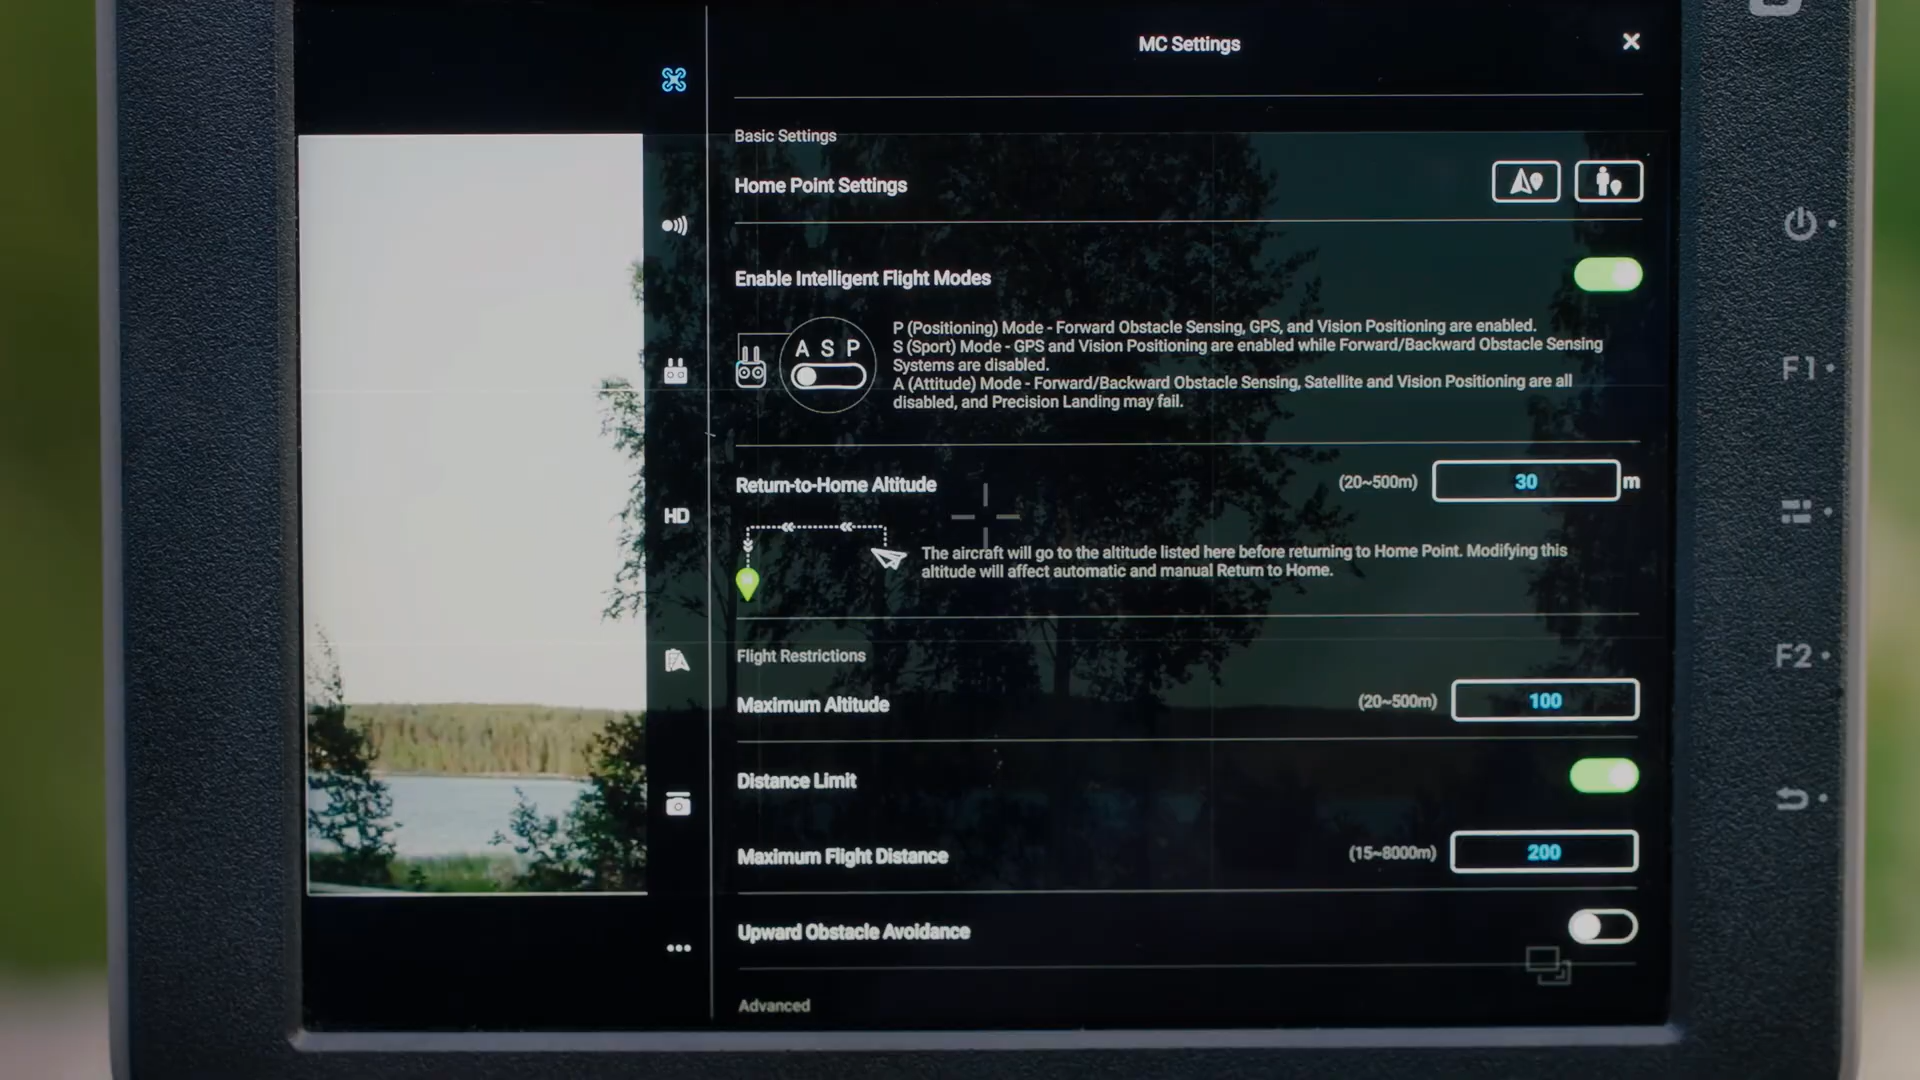 MC Settings
Basic Settings
Home Point Settings
Enable Intelligent Flight Modes
A S P
P (Positioning) Mode - Forward Obstacle Sensing, GPS, and Vision Positioning are enabled.
S (Sport) Mode - GPS and Vision Positioning are enabled while Forward/Backward Obstacle Sensing
Systems are disabled.
A (Attitude) Mode - Forward/Backward Obstacle Sensing, Satellite and Vision Positioning are all
disabled, and Precision Landing may fail.
Return-to-Home Altitude (20~500m) 30 m
The aircraft will go to the altitude listed here before returning to Home Point. Modifying this
altitude will affect automatic and manual Return to Home.
Flight Restrictions
Maximum Altitude (20~500m) 100
Distance Limit
Maximum Flight Distance (15~8000m) 200
Upward Obstacle Avoidance
Advanced
HD
F1
F2